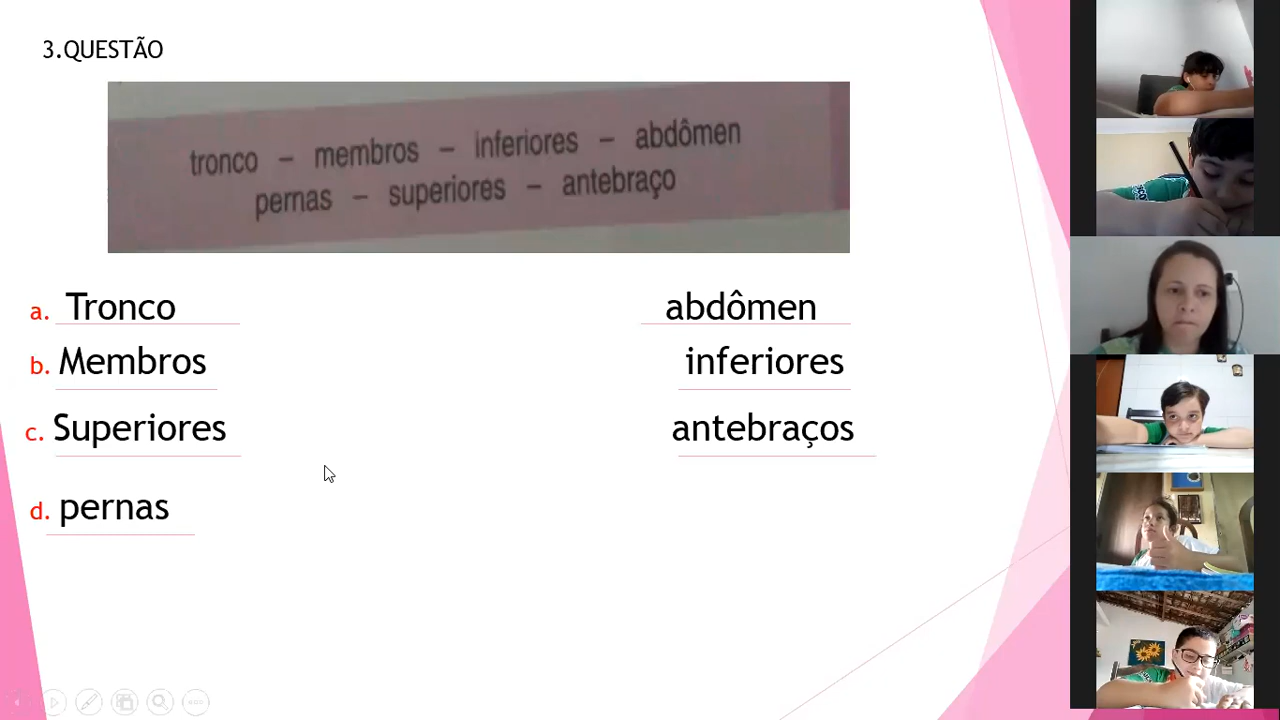 3.QUESTÃO
tronco – membros – inferiores – abdômen
pernas – superiores – antebraço
a. Tronco abdômen
b. Membros inferiores
c. Superiores antebraços
d. pernas